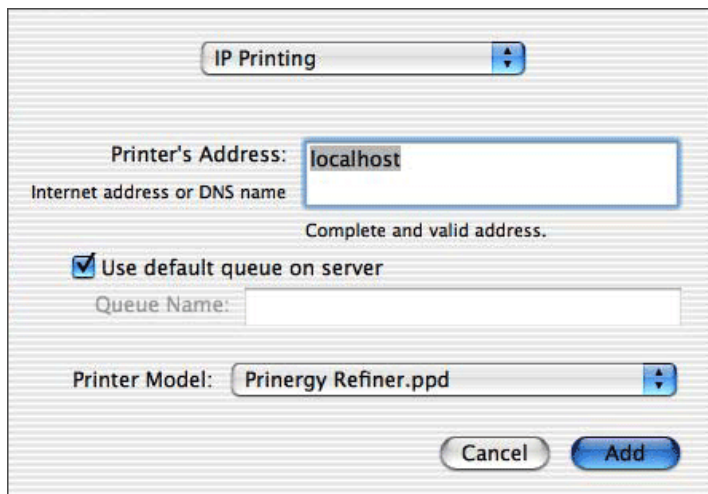 IP Printing
Printer's Address: localhost
Internet address or DNS name
Complete and valid address.
Use default queue on server
Queue Name:
Printer Model: Prinergy Refiner.ppd
Cancel Add